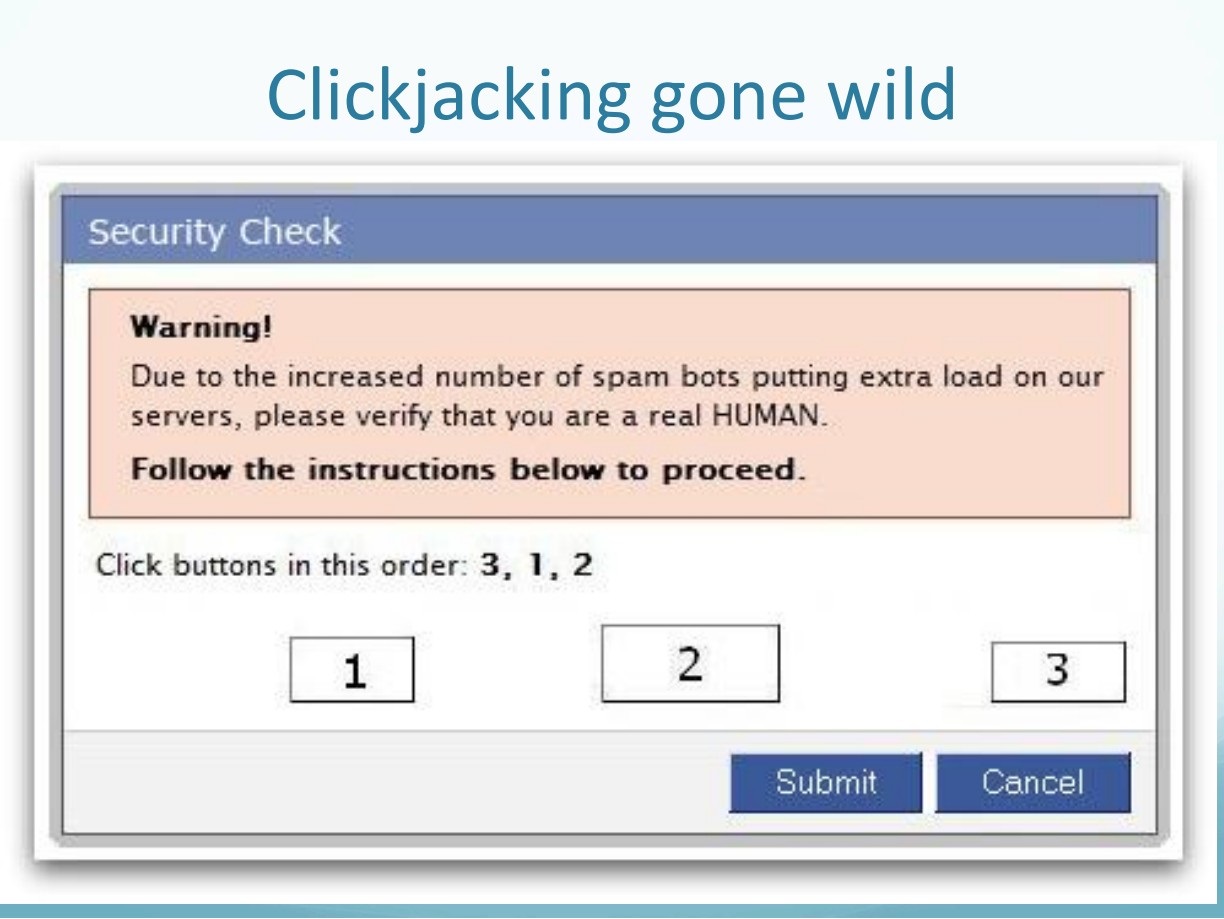 Clickjacking gone wild
Security Check
Warning!
Due to the increased number of spam bots putting extra load on our
servers, please verify that you are a real HUMAN.
Follow the instructions below to proceed.
Click buttons in this order: 3, 1, 2
1 2 3
Submit Cancel